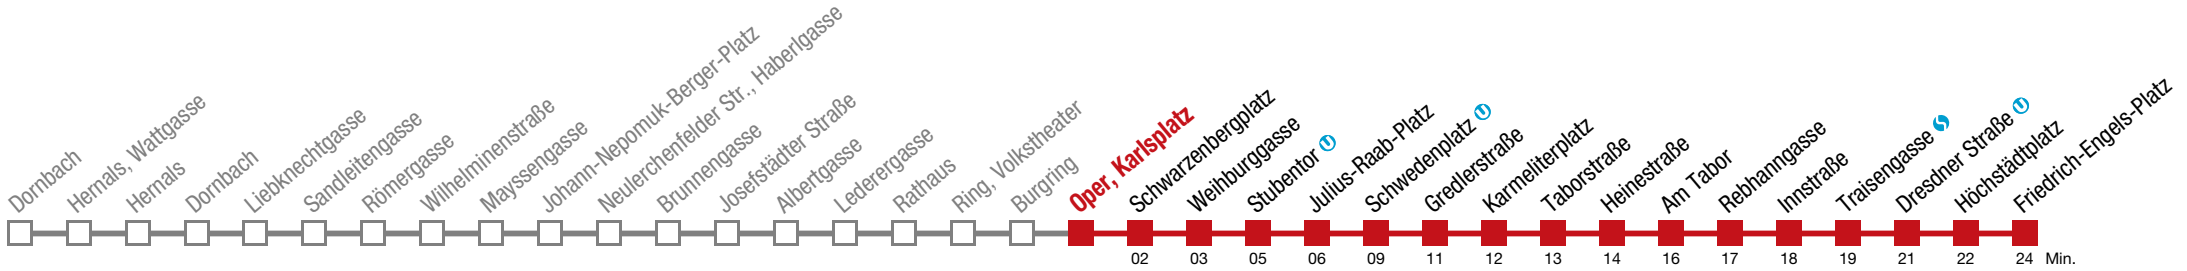 Dornbach
Hernals, Wattgasse
Hernals
Dornbach
Liebknechtgasse
Sandleitengasse
Römergasse
Wilhelminenstraße
Mayssengasse
Johann-Nepomuk-Berger-Platz
Neulerchenfelder Str., Haberlgasse
Brunnengasse
Josefstädter Straße
Albertgasse
Lederergasse
Rathaus
Ring, Volkstheater
Burgring
Oper, Karlsplatz
Schwarzenbergplatz
Weihburggasse
Stubentor U
Julius-Raab-Platz
Schwedenplatz U
Gredlerstraße
Karmeliterplatz
Taborstraße
Heinestraße
Am Tabor
Rebhanngasse
Innstraße
Traisengasse S
Dresdner Straße U
Höchstädtplatz
Friedrich-Engels-Platz
02 03 05 06 09 11 12 13 14 16 17 18 19 21 22 24 Min.